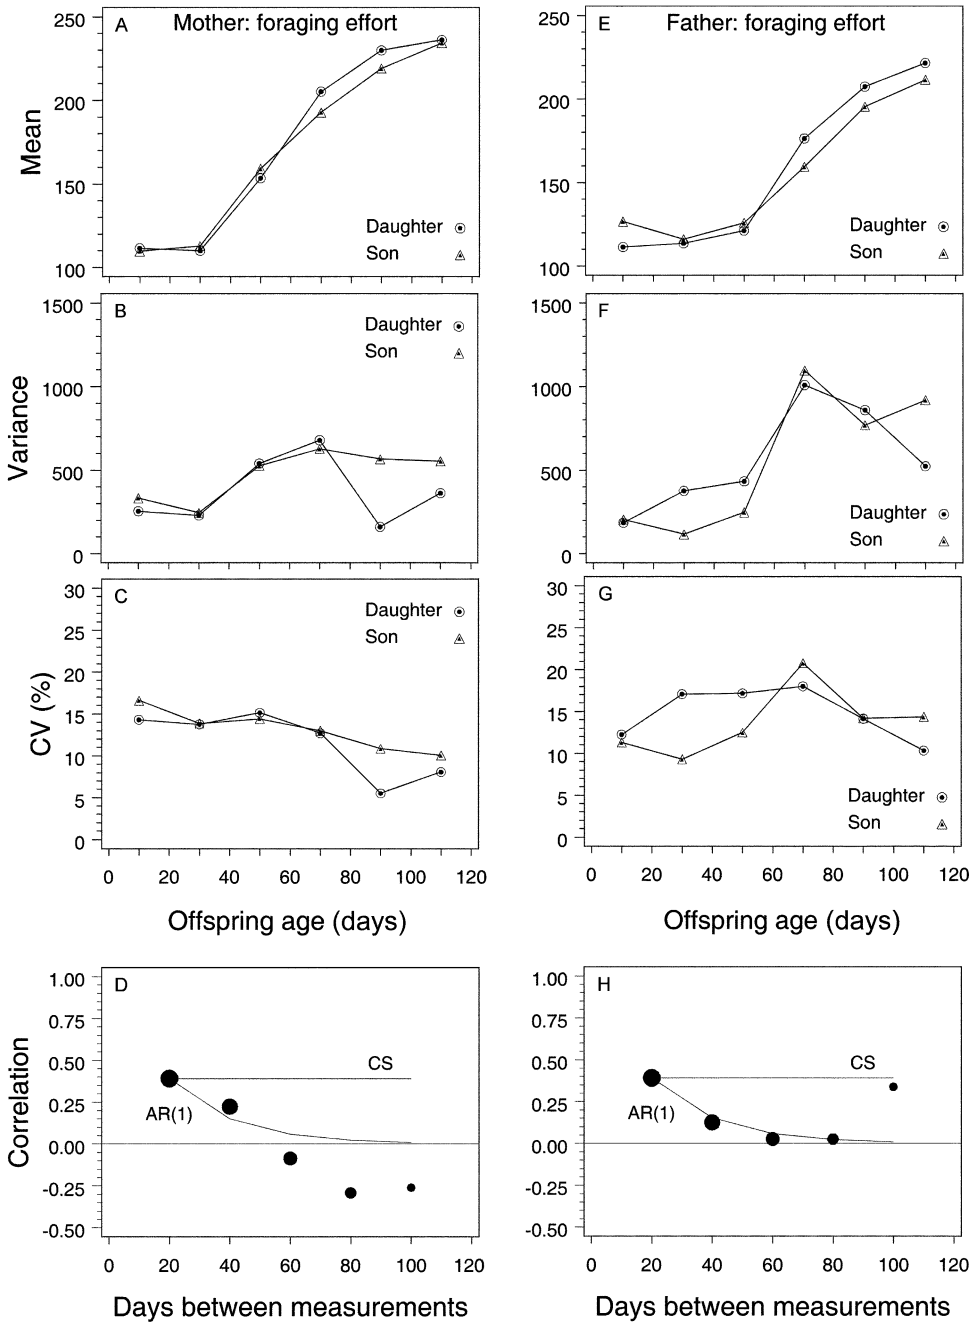 A Mother: foraging effort
250
200
150
100
Mean
Daughter
Son
E Father: foraging effort
250
200
150
100
Daughter
Son
B
1500
1000
500
0
Variance
Daughter
Son
F
1500
1000
500
0
Daughter
Son
C
30
25
20
15
10
5
0
CV (%)
Daughter
Son
0 20 40 60 80 100 120
Offspring age (days)
G
30
25
20
15
10
5
0
Daughter
Son
0 20 40 60 80 100 120
Offspring age (days)
D
1.00
0.75
0.50
0.25
0.00
-0.25
-0.50
Correlation
CS
AR(1)
0 20 40 60 80 100 120
Days between measurements
H
1.00
0.75
0.50
0.25
0.00
-0.25
-0.50
CS
AR(1)
0 20 40 60 80 100 120
Days between measurements